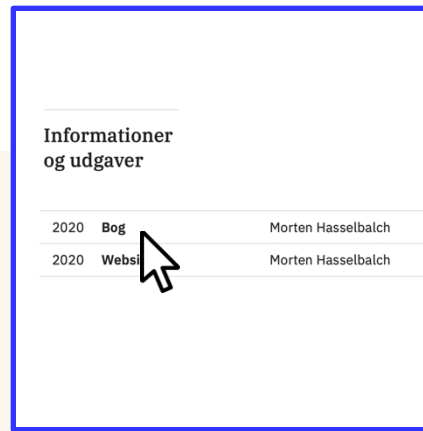 Informationer
og udgaver
2020 Bog Morten Hasselbalch
2020 Morten Hasselbalch